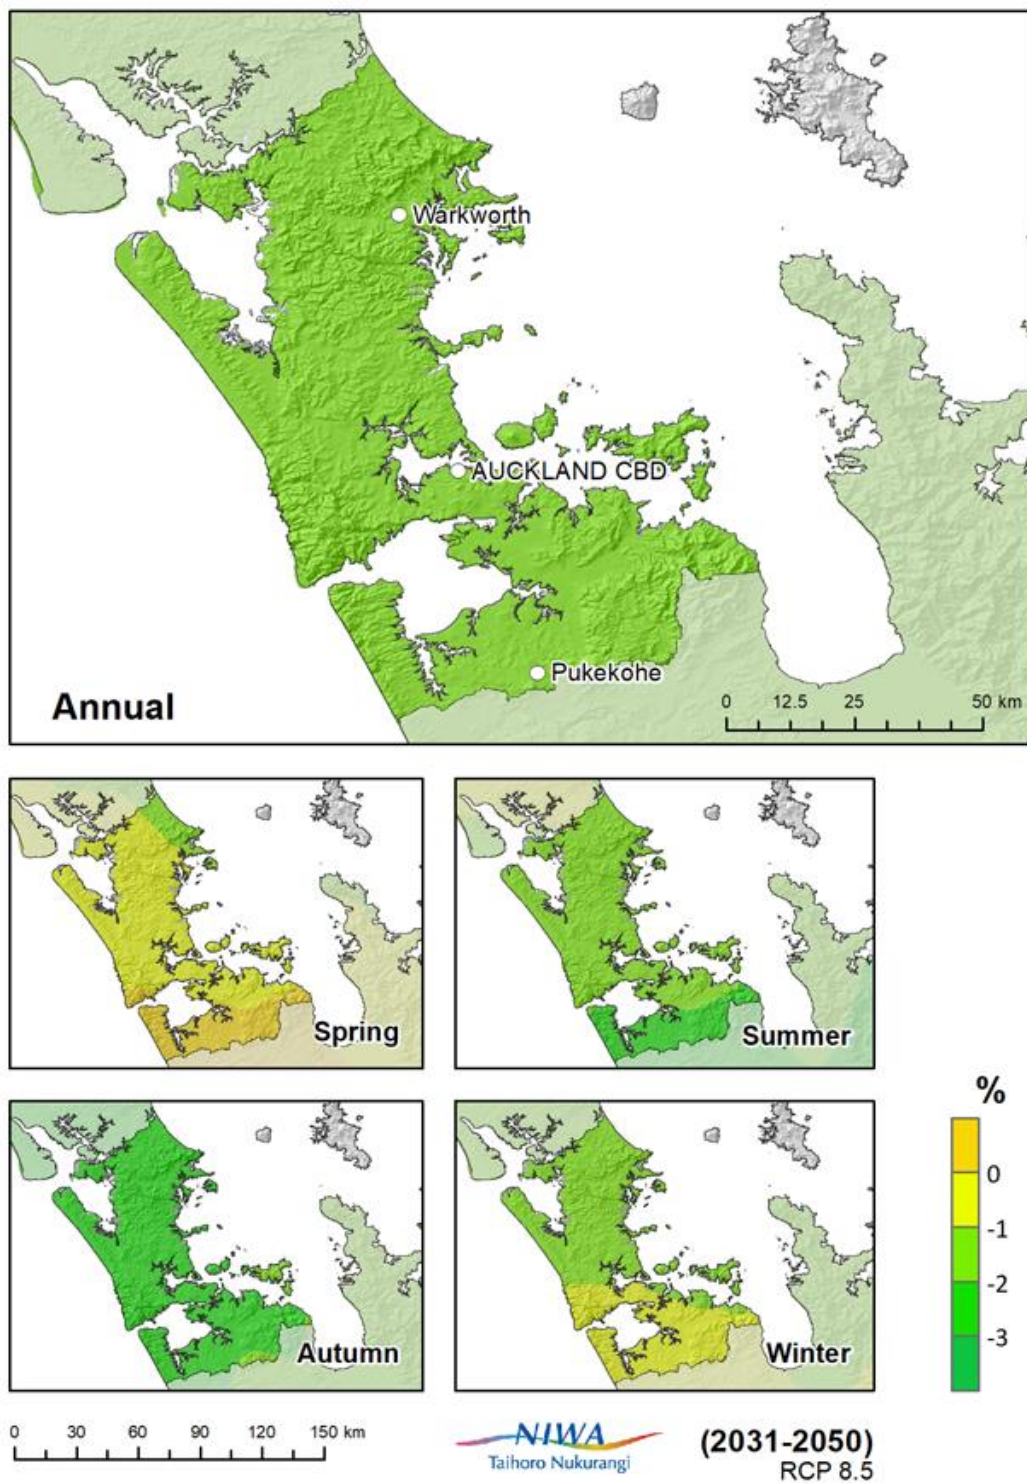 Warkworth
AUCKLAND CBD
Pukekohe
Annual
0 12.5 25 50 km
Spring
Summer
Autumn
Winter
%
0
-1
-2
-3
0 30 60 90 120 150 km
NIWA
Taihoro Nukurangi
(2031-2050)
RCP 8.5